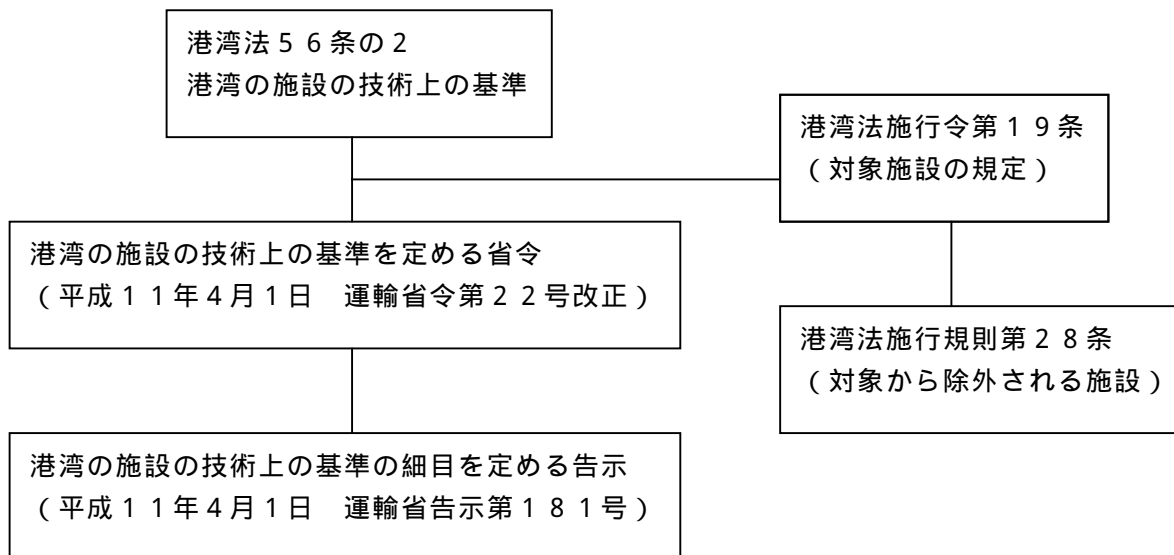 港湾法５６条の２
港湾の施設の技術上の基準
港湾法施行令第１９条
（対象施設の規定）
港湾の施設の技術上の基準を定める省令
（平成１１年４月１日　運輸省令第２２号改正）
港湾法施行規則第２８条
（対象から除外される施設）
港湾の施設の技術上の基準の細目を定める告示
（平成１１年４月１日　運輸省告示第１８１号）